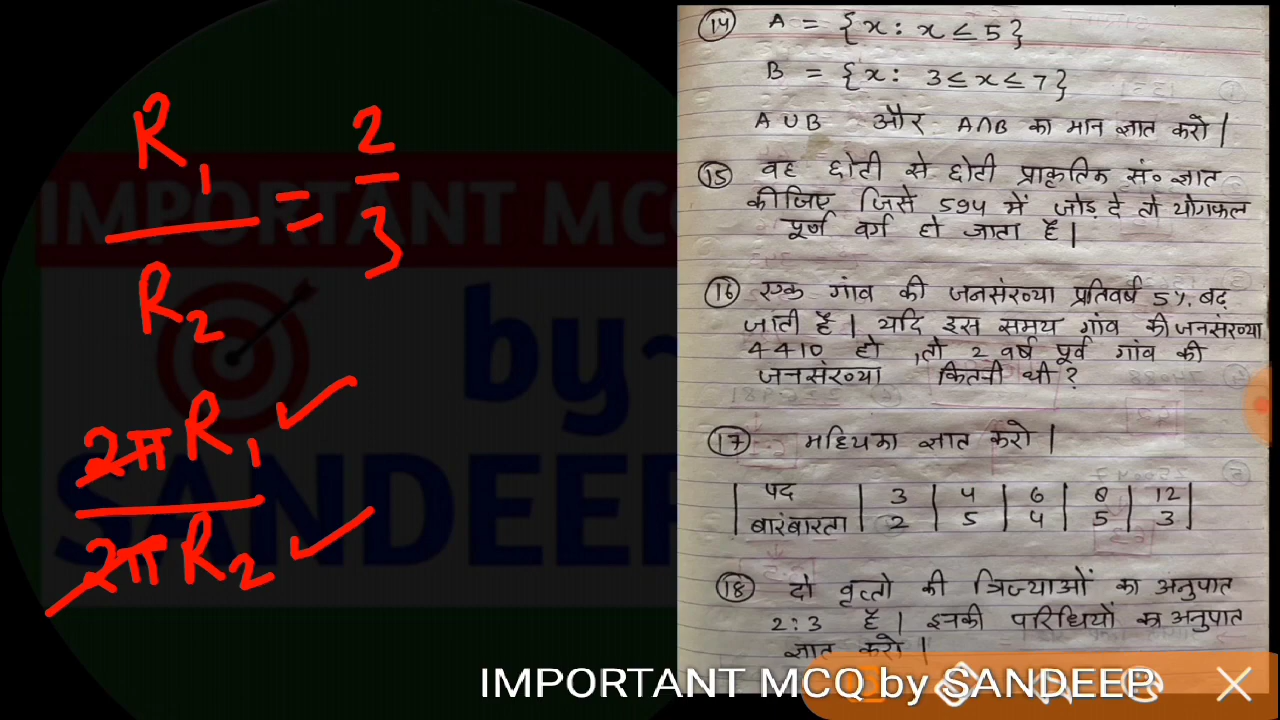 R1
R2
= 2
3
2πR1 ✓
2πR2 ✓
IMPORTANT MC
by~
SANDEEP
⑭ A = {x: x ≤ 5}
B = {x: 3 ≤ x ≤ 7}
A∪B और A∩B का मान ज्ञात करो |
⑮ वह छोटी से छोटी प्राकृतिक सं० ज्ञात
कीजिए जिसे 594 में जोड़ दे तो योगफल
पूर्ण वर्ग हो जाता है |
⑯ एक गांव की जनसंख्या प्रतिवर्ष 5% बढ़
जाती है | यदि इस समय गांव की जनसंख्या
4410 हो ,तो 2 वर्ष पूर्व गांव की
जनसंख्या कितनी थी ?
⑰ मध्यिका ज्ञात करो |
| पद | 3 | 4 | 6 | 8 | 12 |
| बारंबारता | 2 | 5 | 4 | 5 | 3 |
⑱ दो वृत्तो की त्रिज्याओं का अनुपात
2:3 है | इनकी परिधियों का अनुपात
ज्ञात करो |
IMPORTANT MCQ by SANDEEP